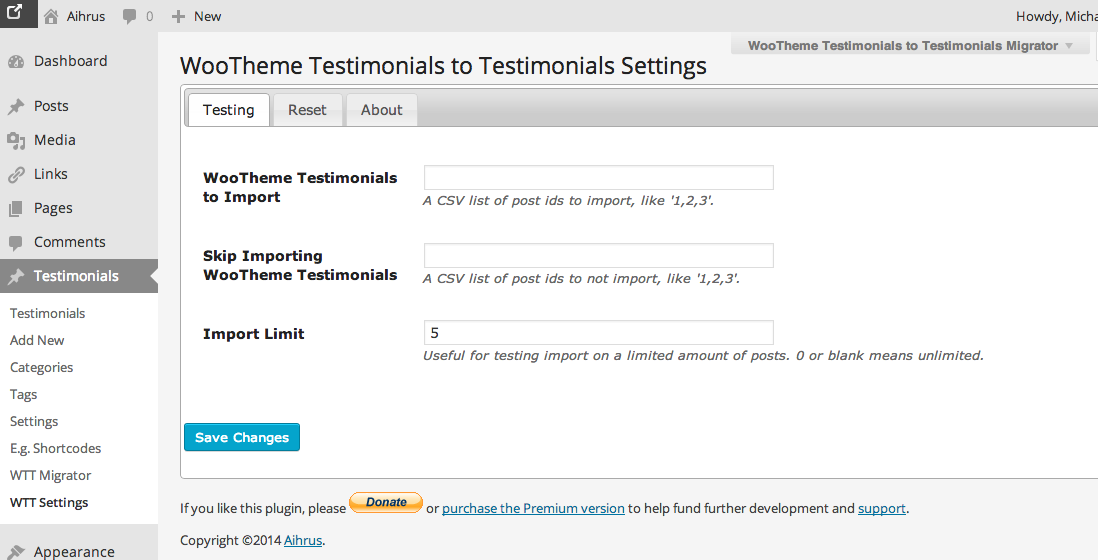 Aihrus 0 New Howdy, Micha
WooTheme Testimonials to Testimonials Migrator
Dashboard
Posts
Media
Links
Pages
Comments
Testimonials
Testimonials
Add New
Categories
Tags
Settings
E.g. Shortcodes
WTT Migrator
WTT Settings
Appearance
WooTheme Testimonials to Testimonials Settings
Testing Reset About
WooTheme Testimonials
to Import
A CSV list of post ids to import, like '1,2,3'.
Skip Importing
WooTheme Testimonials
A CSV list of post ids to not import, like '1,2,3'.
Import Limit
5
Useful for testing import on a limited amount of posts. 0 or blank means unlimited.
Save Changes
If you like this plugin, please Donate or purchase the Premium version to help fund further development and support.
Copyright ©2014 Aihrus.